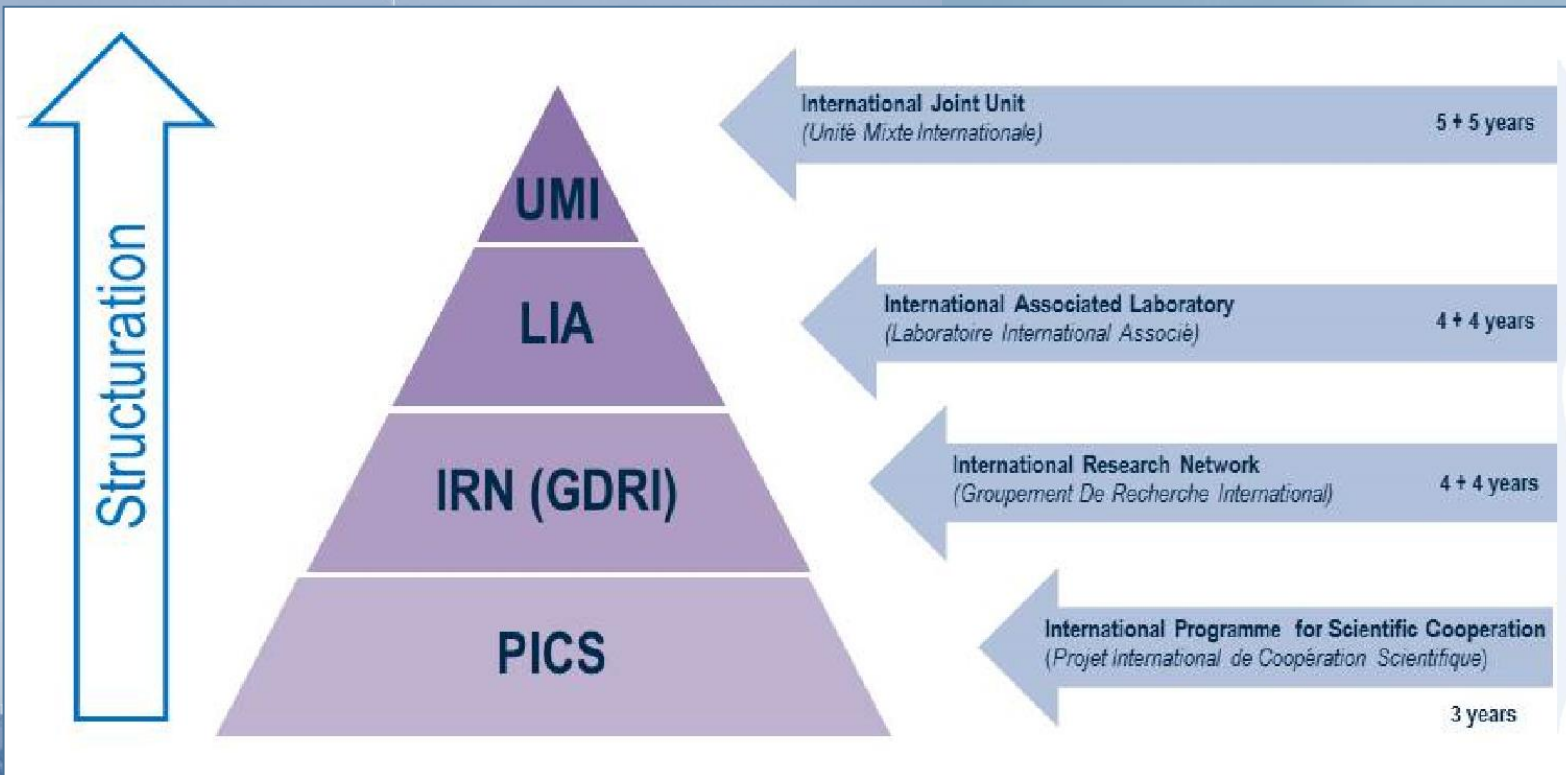 Structuration
UMI
LIA
IRN (GDRI)
PICS
International Joint Unit
(Unité Mixte Internationale)
5 + 5 years
International Associated Laboratory
(Laboratoire International Associé)
4 + 4 years
International Research Network
(Groupement De Recherche International)
4 + 4 years
International Programme for Scientific Cooperation
(Projet International de Coopération Scientifique)
3 years